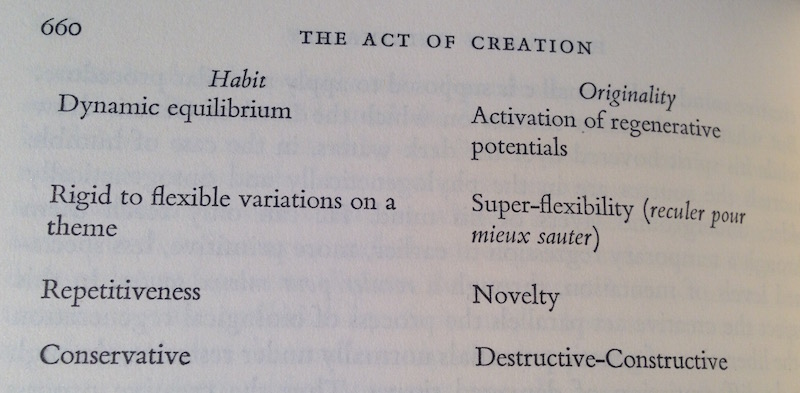 660
THE ACT OF CREATION
Habit
Originality
Dynamic equilibrium
Activation of regenerative
potentials
Rigid to flexible variations on a
theme
Super-flexibility (reculer pour
mieux sauter)
Repetitiveness
Novelty
Conservative
Destructive-Constructive